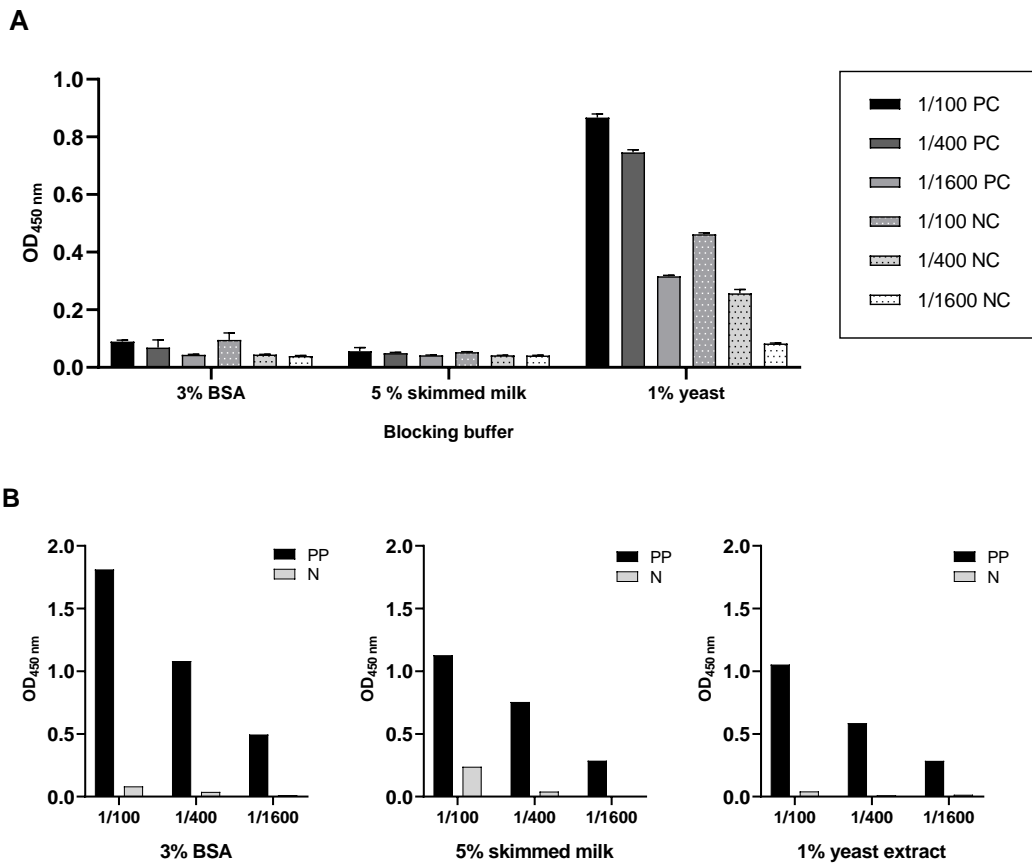 A
1.0
0.8
0.6
0.4
0.2
0.0
OD450 nm
3% BSA
5 % skimmed milk
1% yeast
Blocking buffer
1/100 PC
1/400 PC
1/1600 PC
1/100 NC
1/400 NC
1/1600 NC
B
2.0
1.5
1.0
0.5
0.0
OD450 nm
PP
N
1/100 1/400 1/1600
3% BSA
2.0
1.5
1.0
0.5
0.0
OD450 nm
PP
N
1/100 1/400 1/1600
5% skimmed milk
2.0
1.5
1.0
0.5
0.0
OD450 nm
PP
N
1/100 1/400 1/1600
1% yeast extract